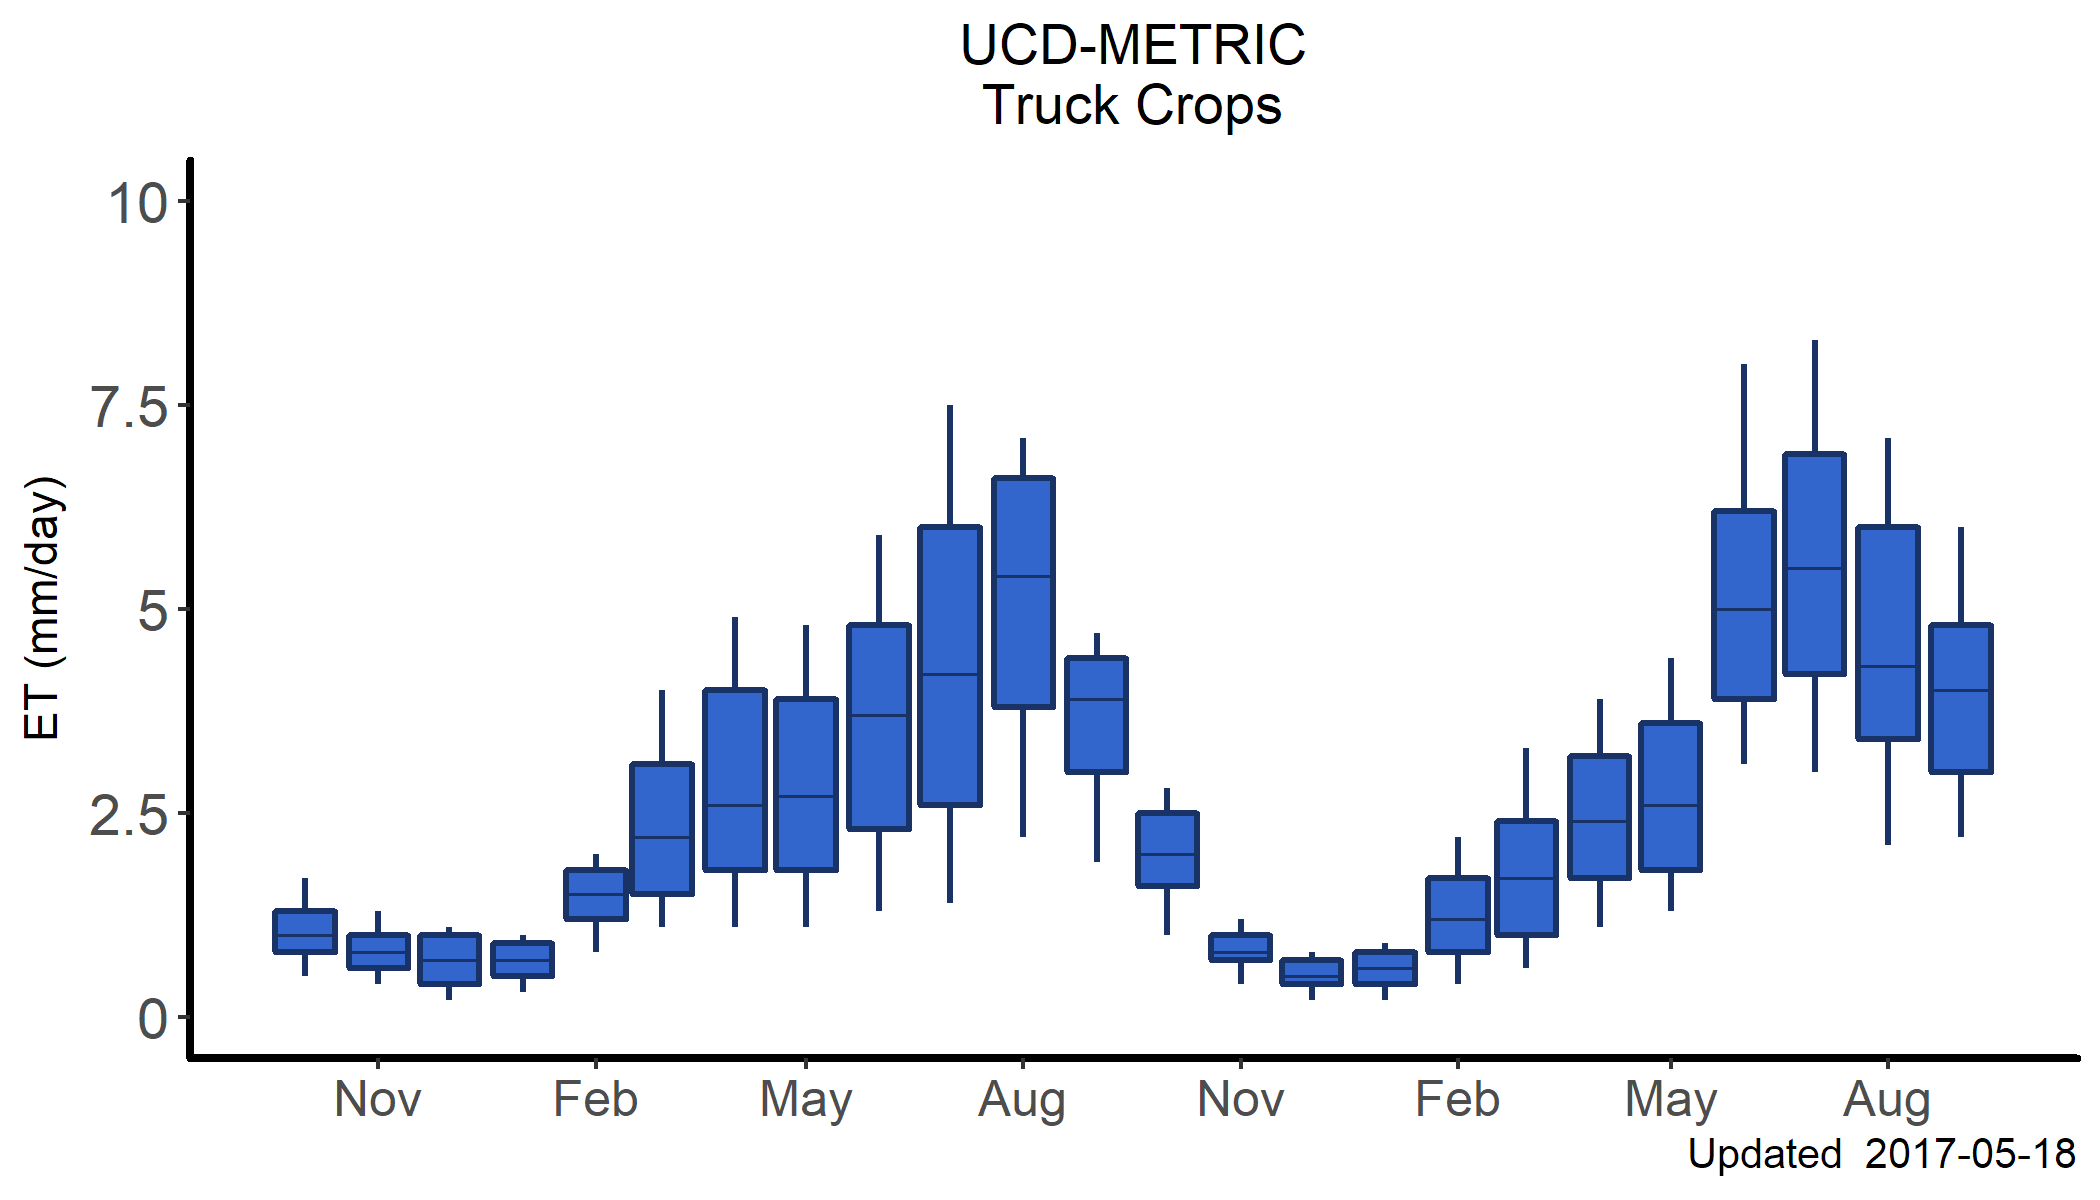 UCD-METRIC
Truck Crops
10
7.5
5
2.5
0
ET (mm/day)
Nov Feb May Aug Nov Feb May Aug
Updated 2017-05-18